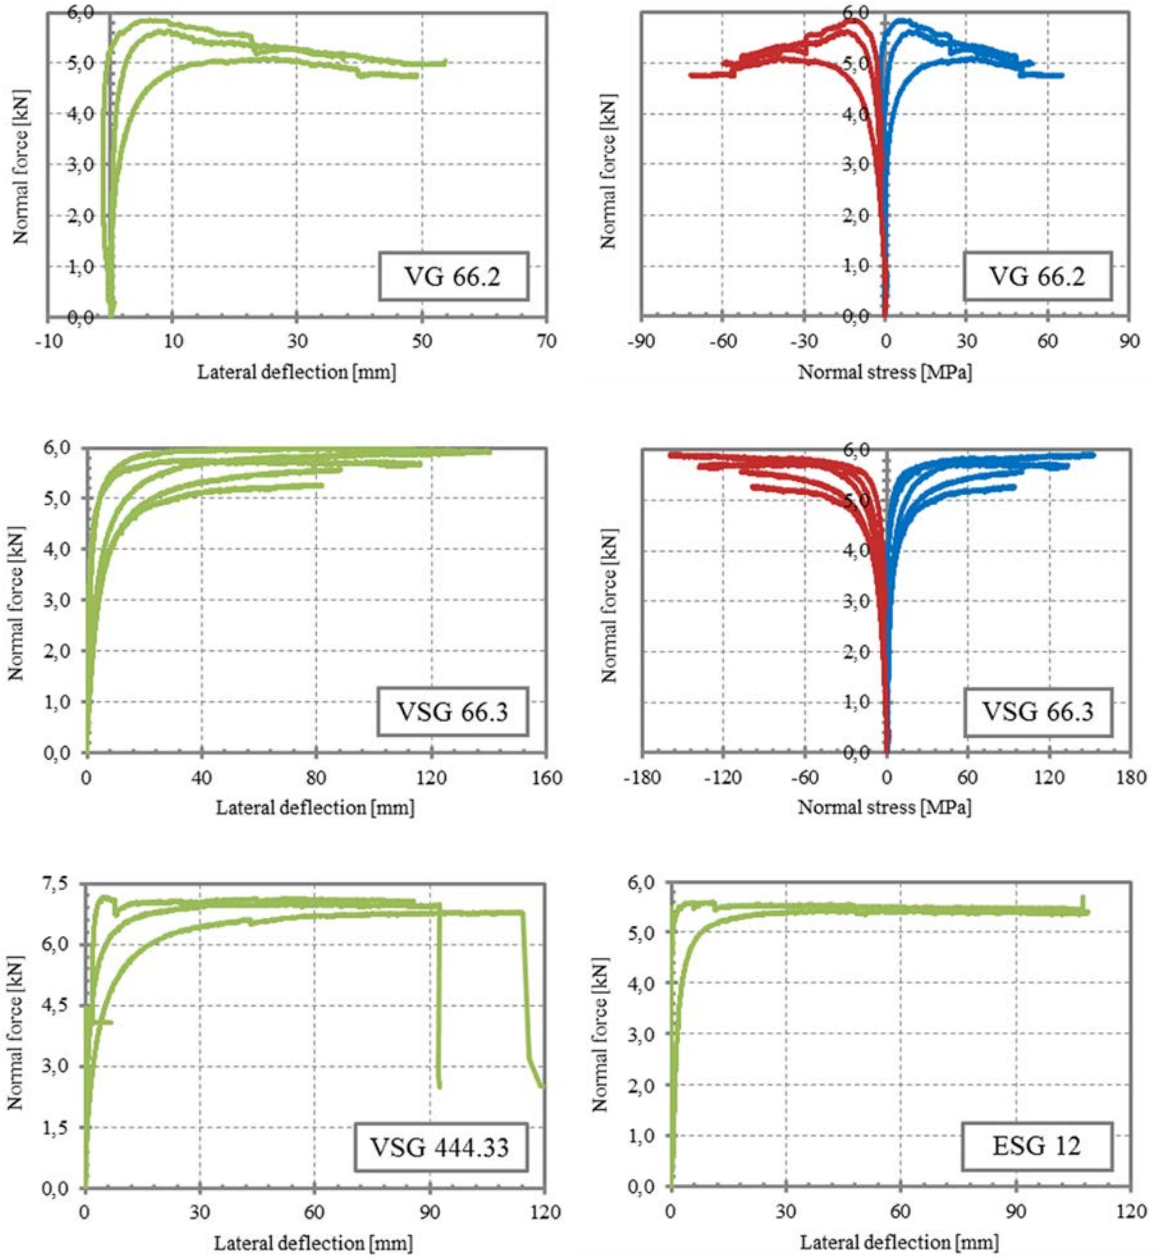 Normal force [kN]
6,0
5,0
4,0
3,0
2,0
1,0
0,0
VG 66.2
-10 10 30 50 70
Lateral deflection [mm]
Normal force [kN]
6,0
5,0
4,0
3,0
2,0
1,0
0,0
VG 66.2
-90 -60 -30 0 30 60 90
Normal stress [MPa]
Normal force [kN]
6,0
5,0
4,0
3,0
2,0
1,0
0,0
VSG 66.3
0 40 80 120 160
Lateral deflection [mm]
Normal force [kN]
6,0
5,0
4,0
3,0
2,0
1,0
0,0
VSG 66.3
-180 -120 -60 0 60 120 180
Normal stress [MPa]
Normal force [kN]
7,5
6,0
4,5
3,0
1,5
0,0
VSG 444.33
0 30 60 90 120
Lateral deflection [mm]
Normal force [kN]
6,0
5,0
4,0
3,0
2,0
1,0
0,0
ESG 12
0 30 60 90 120
Lateral deflection [mm]